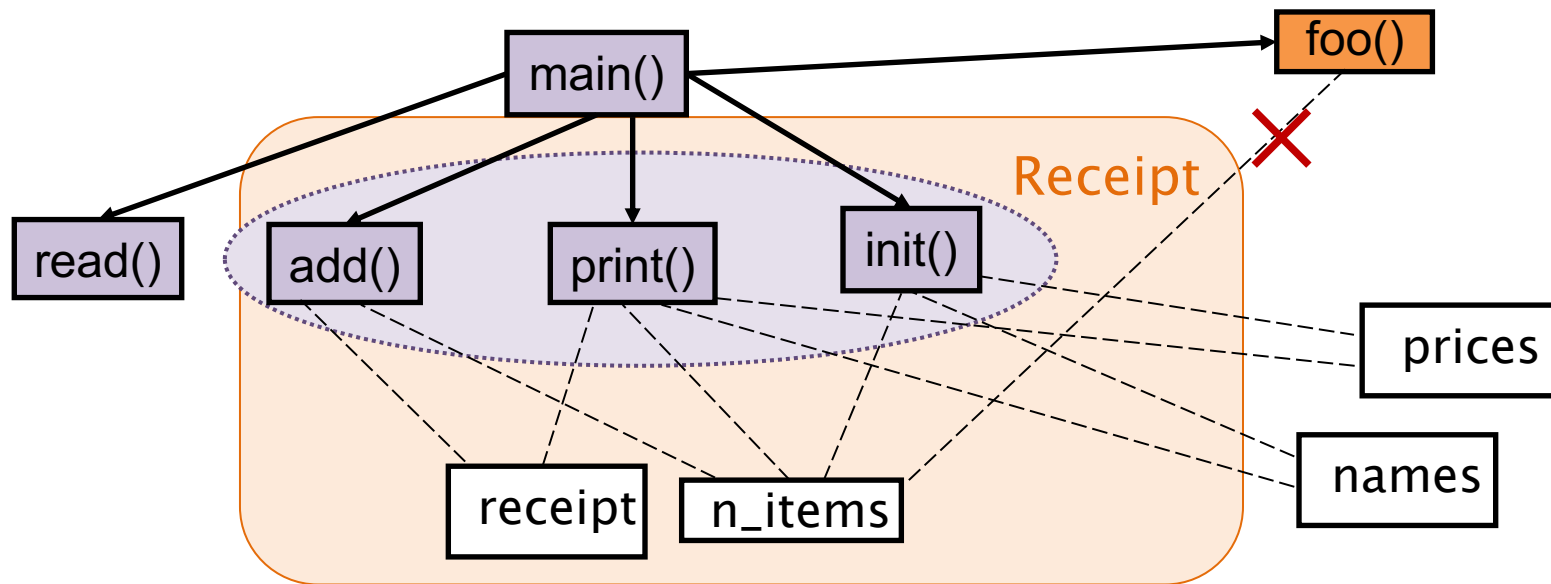 main()
foo()
Receipt
read()
add()
print()
init()
prices
names
receipt
n_items